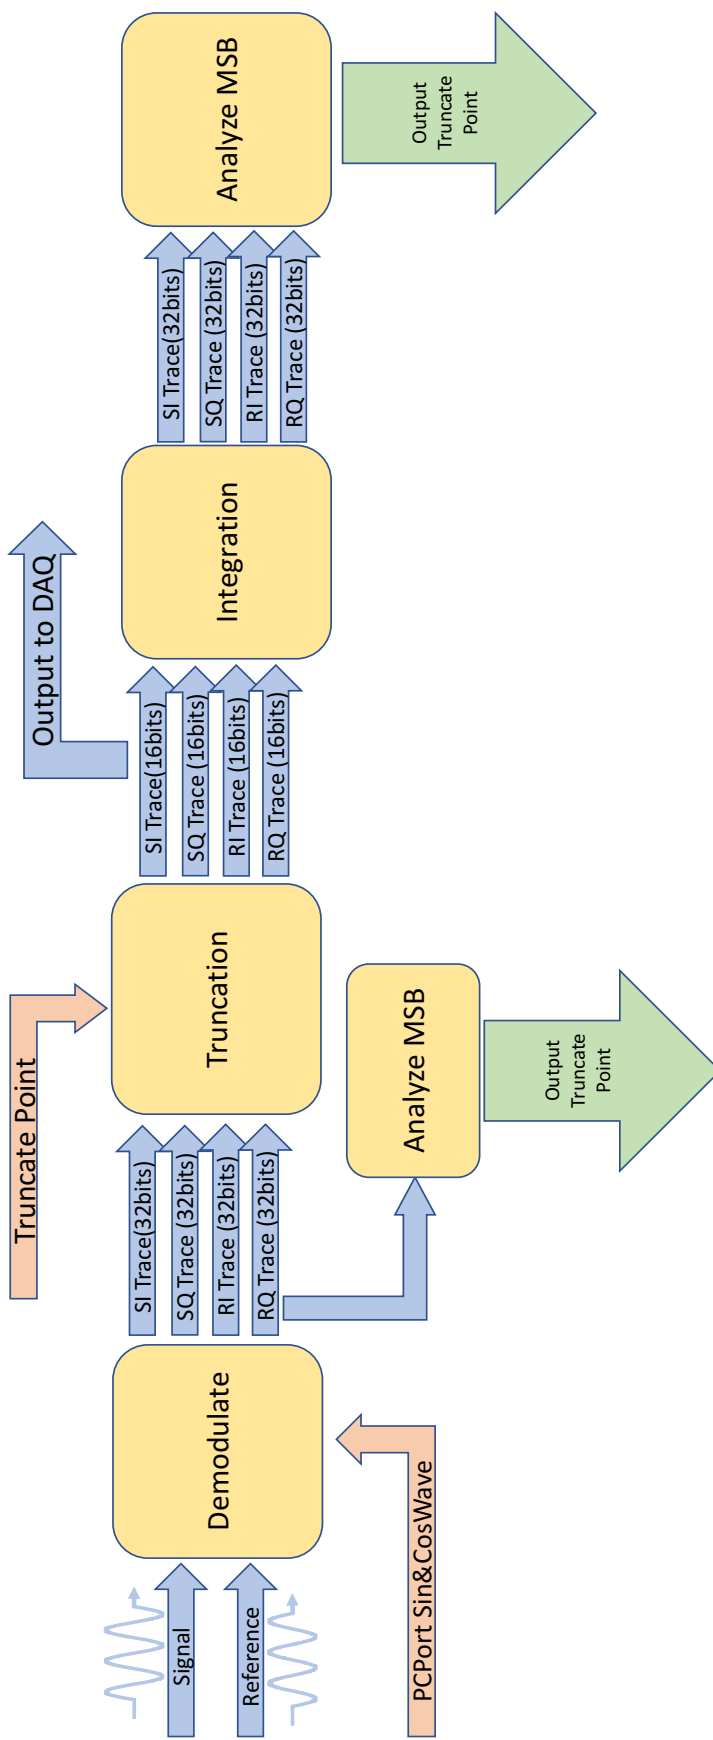 Signal
Reference
PCPort Sin&CosWave
Demodulate
SI Trace(32bits)
SQ Trace (32bits)
RI Trace (32bits)
RQ Trace (32bits)
Truncate Point
Truncation
Analyze MSB
Output
Truncate
Point
SI Trace(16bits)
SQ Trace (16bits)
RI Trace (16bits)
RQ Trace (16bits)
Output to DAQ
Integration
SI Trace(32bits)
SQ Trace (32bits)
RI Trace (32bits)
RQ Trace (32bits)
Analyze MSB
Output
Truncate
Point